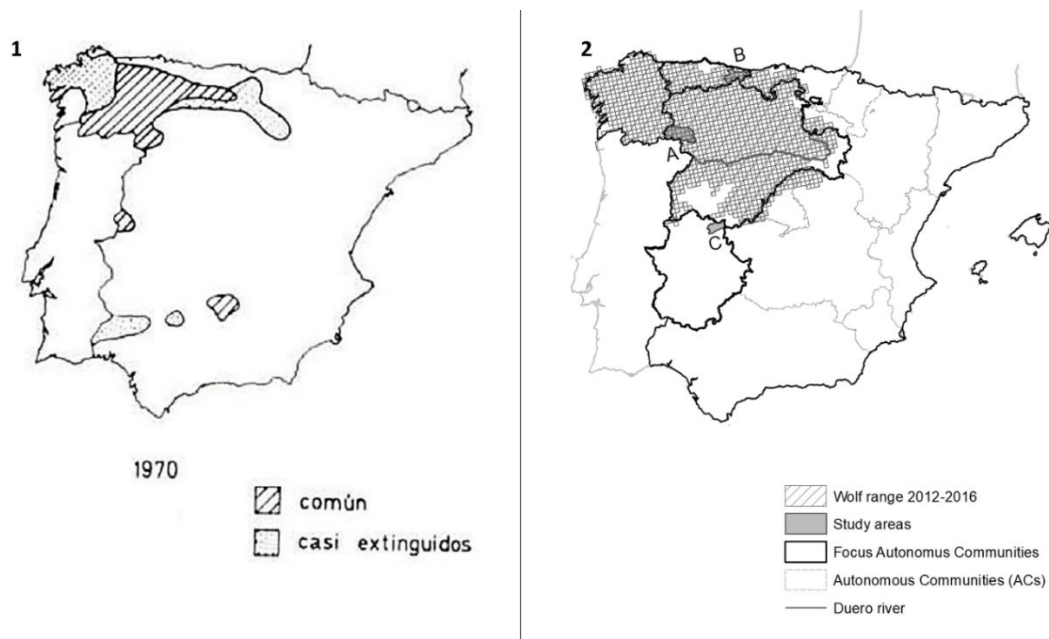 1
1970
común
casi extinguidos
2
B
A
C
Wolf range 2012-2016
Study areas
Focus Autonomus Communities
Autonomous Communities (ACs)
Duero river